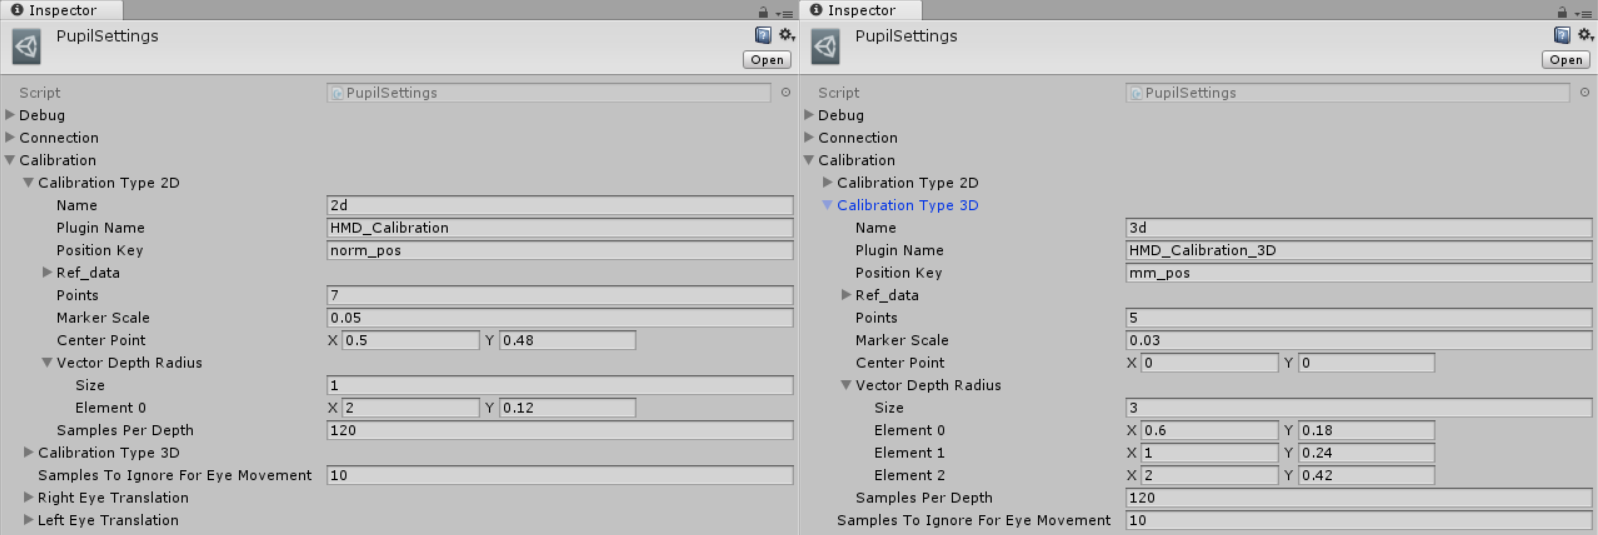 Inspector
PupilSettings
Open
Script PupilSettings
Debug
Connection
Calibration
Calibration Type 2D
Name 2d
Plugin Name HMD_Calibration
Position Key norm_pos
Ref_data
Points 7
Marker Scale 0.05
Center Point X 0.5 Y 0.48
Vector Depth Radius
Size 1
Element 0 X 2 Y 0.12
Samples Per Depth 120
Calibration Type 3D
Samples To Ignore For Eye Movement 10
Right Eye Translation
Left Eye Translation
Inspector
PupilSettings
Open
Script PupilSettings
Debug
Connection
Calibration
Calibration Type 2D
Calibration Type 3D
Name 3d
Plugin Name HMD_Calibration_3D
Position Key mm_pos
Ref_data
Points 5
Marker Scale 0.03
Center Point X 0 Y 0
Vector Depth Radius
Size 3
Element 0 X 0.6 Y 0.18
Element 1 X 1 Y 0.24
Element 2 X 2 Y 0.42
Samples Per Depth 120
Samples To Ignore For Eye Movement 10